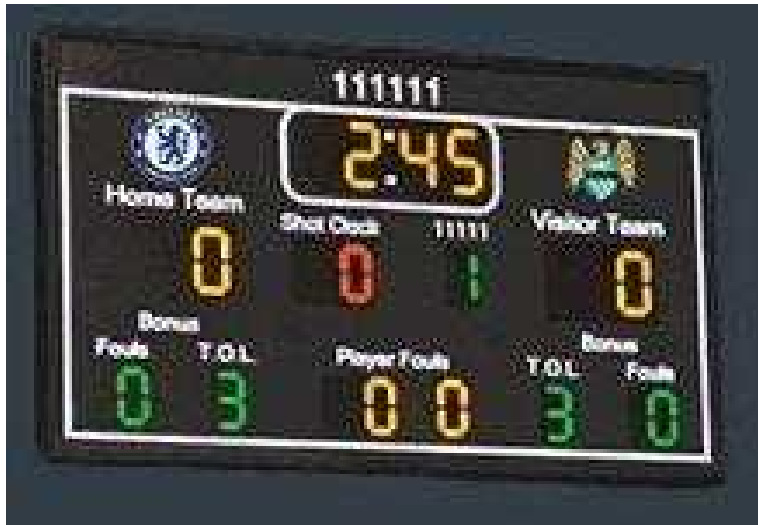 111111
2:45
Home Team
Visitor Team
Shot Clock
11111
0
0
1
0
Bonus
Bonus
Fouls
T.O.L.
Player Fouls
T.O.L.
Fouls
0
3
0 0
3
0